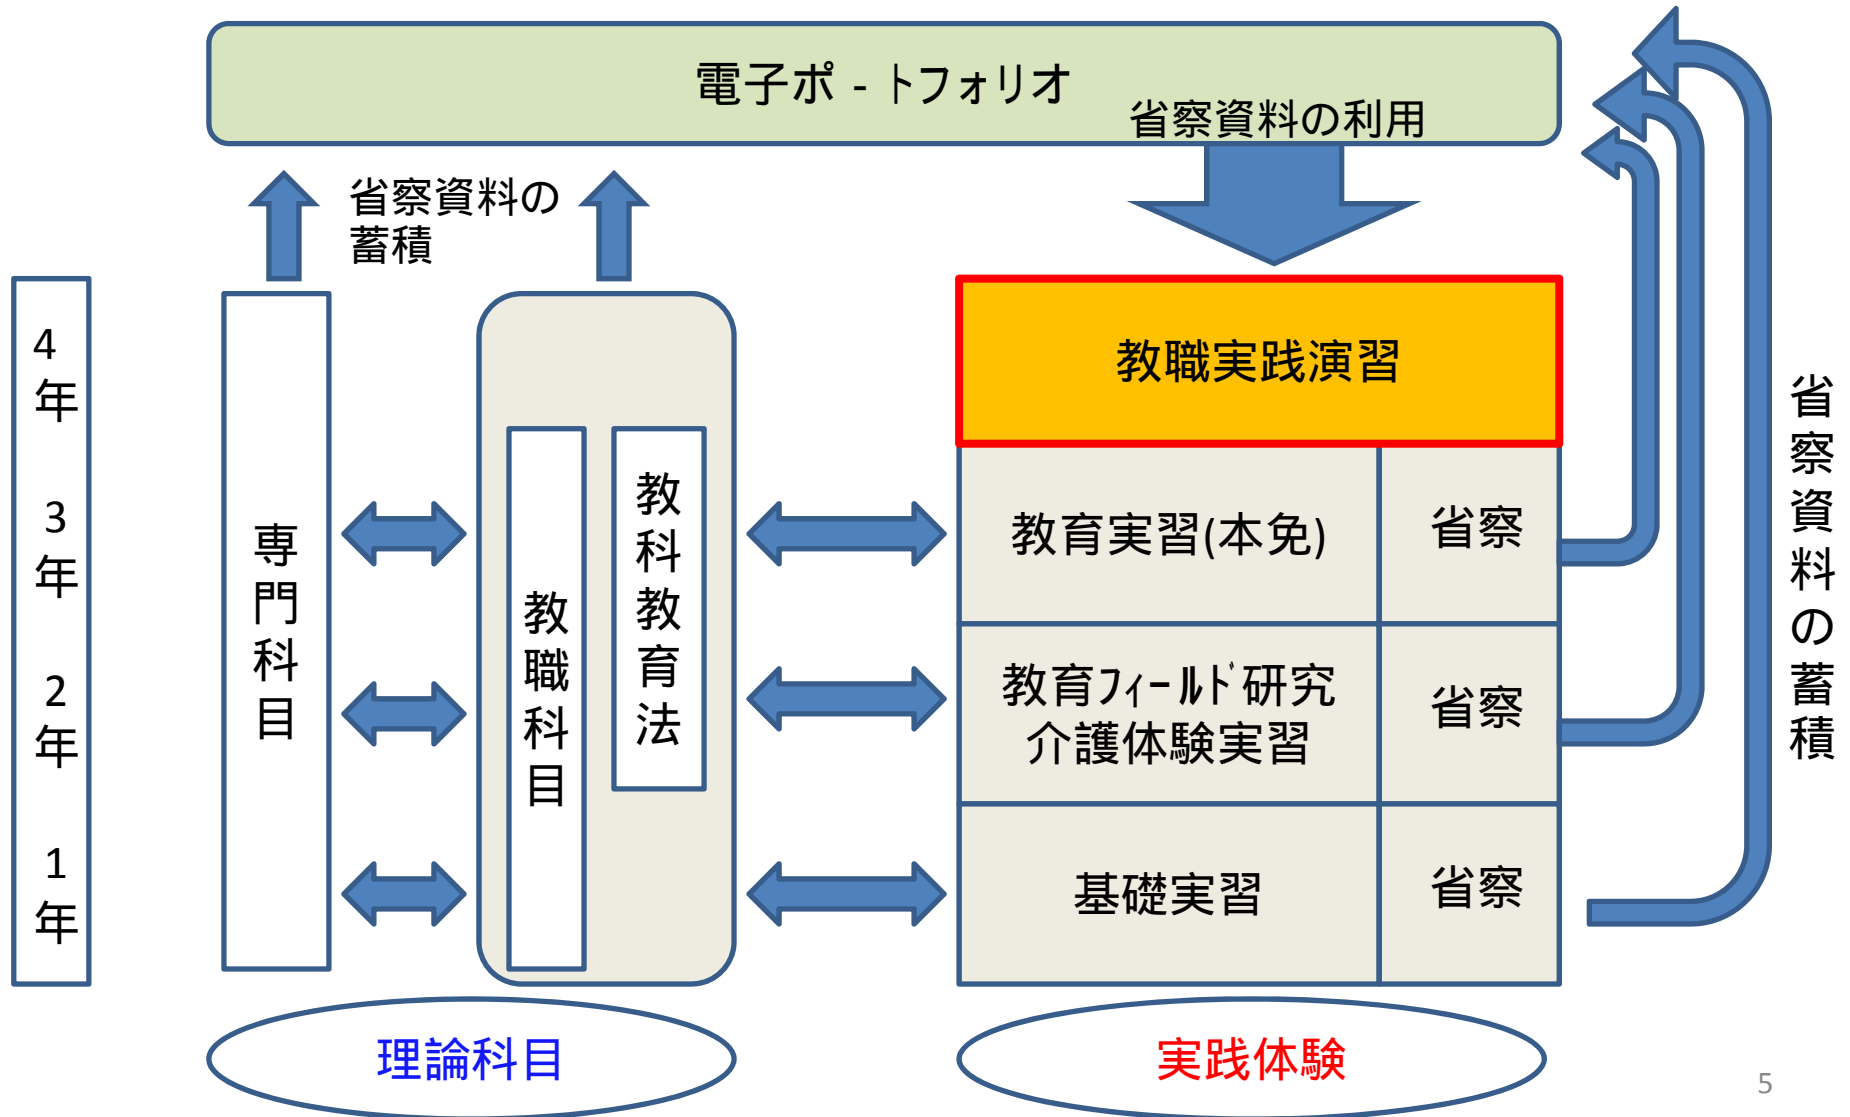 電子ポ - トフォリオ
省察資料の利用
省察資料の
蓄積
4
年
3
年
2
年
1
年
専門科目
教職科目
教科教育法
教職実践演習
教育実習(本免)
省察
教育ﾌｨｰﾙﾄﾞ研究
介護体験実習
省察
基礎実習
省察
省察資料の蓄積
理論科目
実践体験
5